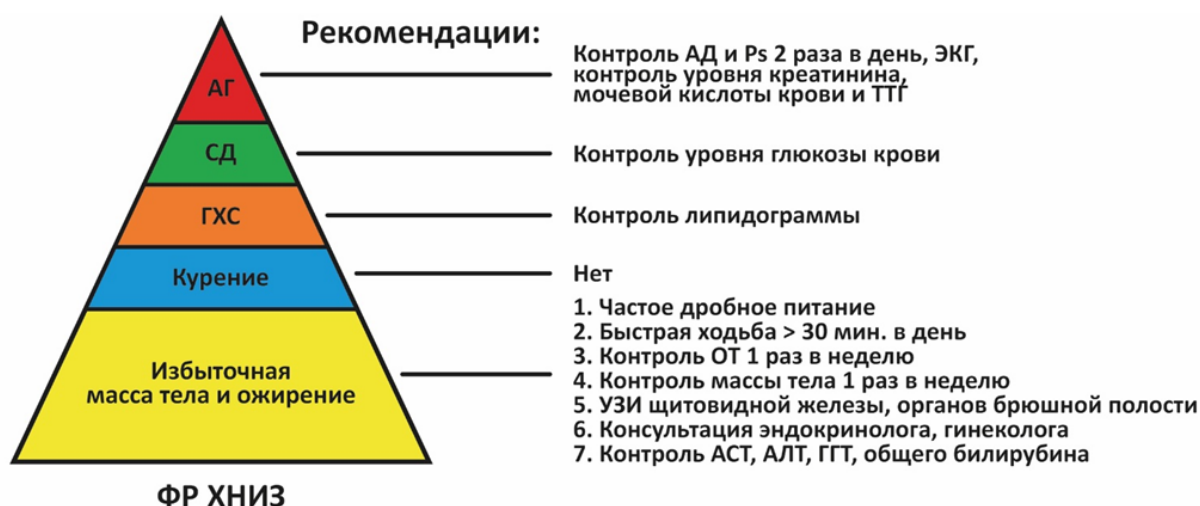 Рекомендации:
АГ
Контроль АД и Ps 2 раза в день, ЭКГ,
контроль уровня креатинина,
мочевой кислоты крови и ТТГ
СД
Контроль уровня глюкозы крови
ГХС
Контроль липидограммы
Курение
Нет
Избыточная
масса тела и ожирение
1. Частое дробное питание
2. Быстрая ходьба > 30 мин. в день
3. Контроль ОТ 1 раз в неделю
4. Контроль массы тела 1 раз в неделю
5. УЗИ щитовидной железы, органов брюшной полости
6. Консультация эндокринолога, гинеколога
7. Контроль АСТ, АЛТ, ГГТ, общего билирубина
ФР ХНИЗ